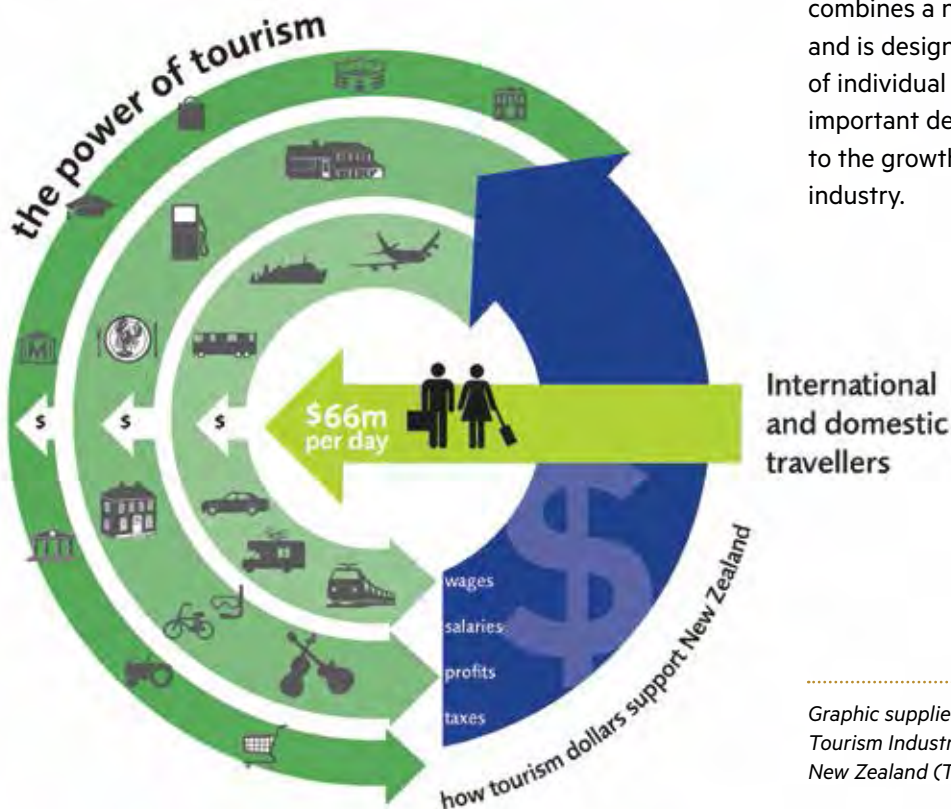 combines a
and is design
of individual
important de
to the growth
industry.
the power of tourism
M
$ $ $
$66m
per day
International
and domestic
travellers
$
wages
salaries
profits
taxes
how tourism dollars support New Zealand
Graphic supplie
Tourism Industr
New Zealand (T